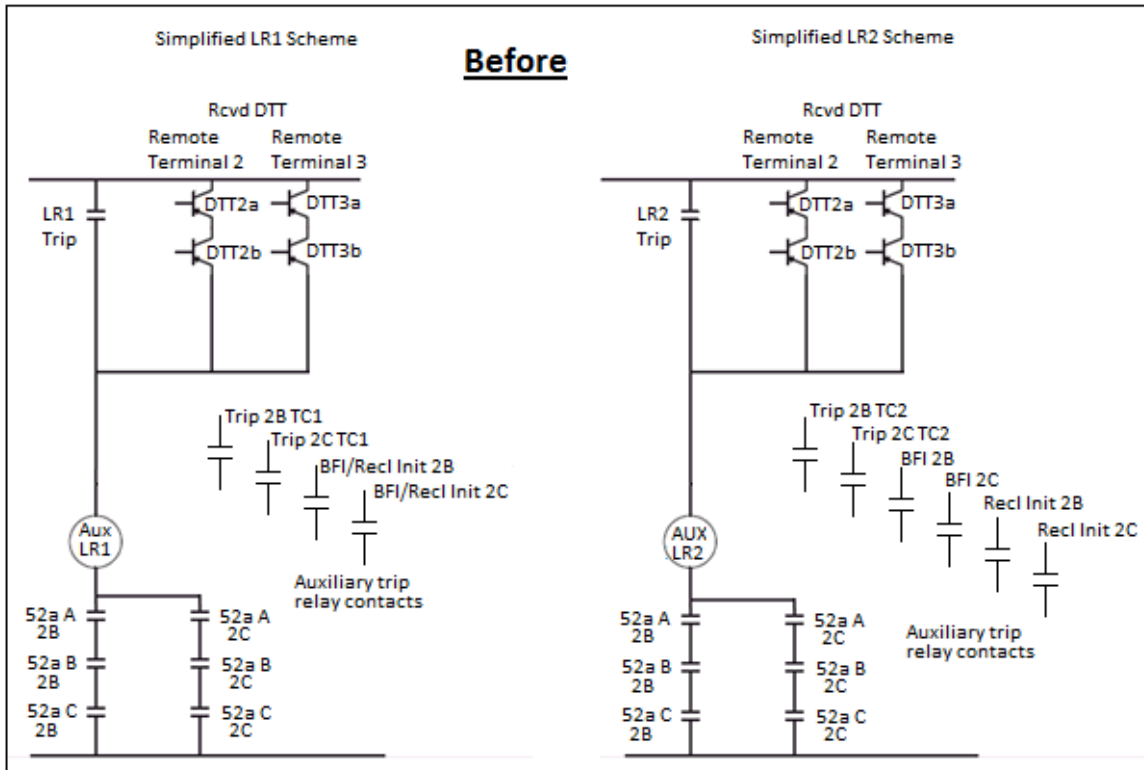 Simplified LR1 Scheme
Before
Simplified LR2 Scheme
Rcvd DTT
Remote Terminal 2
Remote Terminal 3
LR1
Trip
DTT2a
DTT3a
DTT2b
DTT3b
Trip 2B TC1
Trip 2C TC1
BFI/Recl Init 2B
BFI/Recl Init 2C
Aux
LR1
Auxiliary trip
relay contacts
52a A
2B
52a A
2C
52a B
2B
52a B
2C
52a C
2B
52a C
2C
Rcvd DTT
Remote Terminal 2
Remote Terminal 3
LR2
Trip
DTT2a
DTT3a
DTT2b
DTT3b
Trip 2B TC2
Trip 2C TC2
BFI 2B
BFI 2C
Recl Init 2B
Recl Init 2C
AUX
LR2
Auxiliary trip
relay contacts
52a A
2B
52a A
2C
52a B
2B
52a B
2C
52a C
2B
52a C
2C